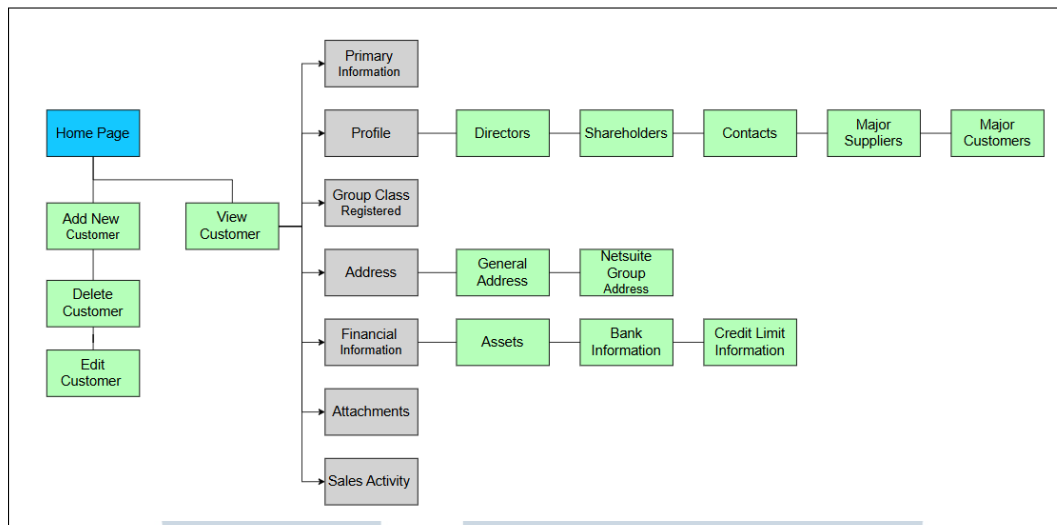 Primary
Information
Home Page
Profile
Directors
Shareholders
Contacts
Major
Suppliers
Major
Customers
Add New
Customer
View
Customer
Group Class
Registered
Address
General
Address
Netsuite
Group
Address
Delete
Customer
Financial
Information
Assets
Bank
Information
Credit Limit
Information
Edit
Customer
Attachments
Sales Activity